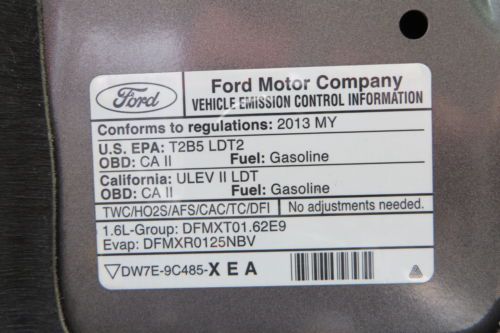 Ford
Ford Motor Company
VEHICLE EMISSION CONTROL INFORMATION
Conforms to regulations: 2013 MY
U.S. EPA: T2B5 LDT2
OBD: CA II Fuel: Gasoline
California: ULEV II LDT
OBD: CA II Fuel: Gasoline
TWC/HO2S/AFS/CAC/TC/DFI No adjustments needed.
1.6L-Group: DFMXT01.62E9
Evap: DFMXR0125NBV
▽DW7E-9C485-X E A